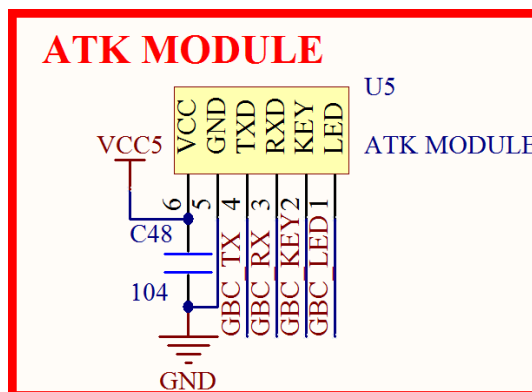 ATK MODULE
U5
VCC
GND
TXD
RXD
KEY
LED
ATK MODULE
VCC5
6
5
4
3
2
1
C48
104
GBC_TX
GBC_RX
GBC_KEY
GBC_LED
GND